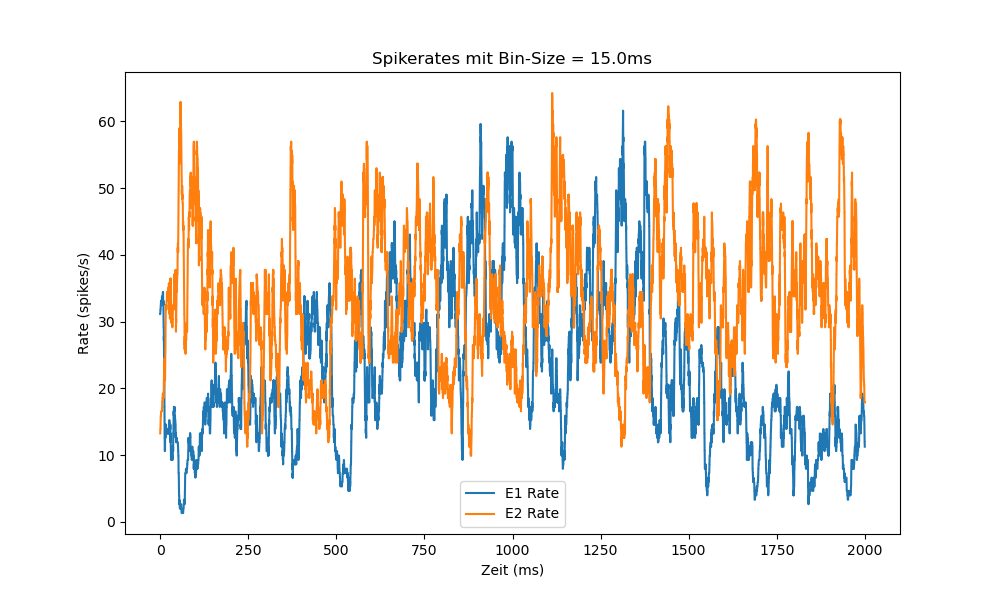 Spikerates mit Bin-Size = 15.0ms
Rate (spikes/s)
60
50
40
30
20
10
0
E1 Rate
E2 Rate
0 250 500 750 1000 1250 1500 1750 2000
Zeit (ms)